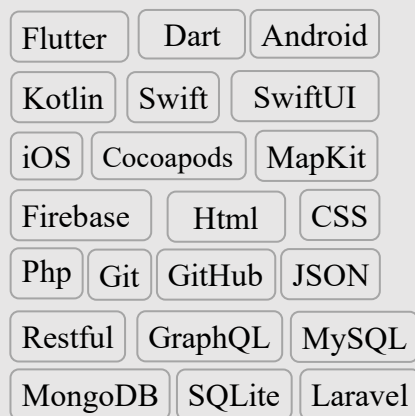 Flutter Dart Android
Kotlin Swift SwiftUI
iOS Cocoapods MapKit
Firebase Html CSS
Php Git GitHub JSON
Restful GraphQL MySQL
MongoDB SQLite Laravel